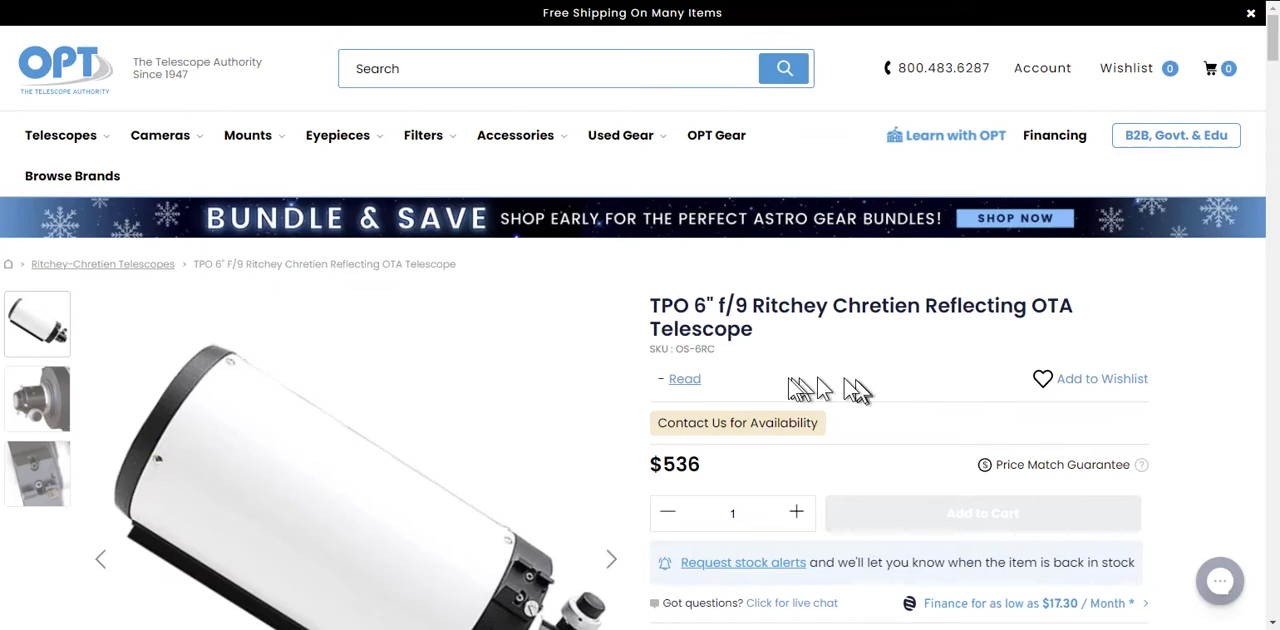 Free Shipping On Many Items
OPT
THE TELESCOPE AUTHORITY
The Telescope Authority
Since 1947
Search
800.483.6287
Account
Wishlist 0
0
Telescopes
Cameras
Mounts
Eyepieces
Filters
Accessories
Used Gear
OPT Gear
Learn with OPT
Financing
B2B, Govt. & Edu
Browse Brands
BUNDLE & SAVE SHOP EARLY FOR THE PERFECT ASTRO GEAR BUNDLES! SHOP NOW
Ritchey-Chretien Telescopes > TPO 6" F/9 Ritchey Chretien Reflecting OTA Telescope
TPO 6" f/9 Ritchey Chretien Reflecting OTA
Telescope
SKU : OS-6RC
- Read
Add to Wishlist
Contact Us for Availability
$536
Price Match Guarantee ?
1
Add to Cart
Request stock alerts and we'll let you know when the item is back in stock
Got questions? Click for live chat
Finance for as low as $17.30 / Month *